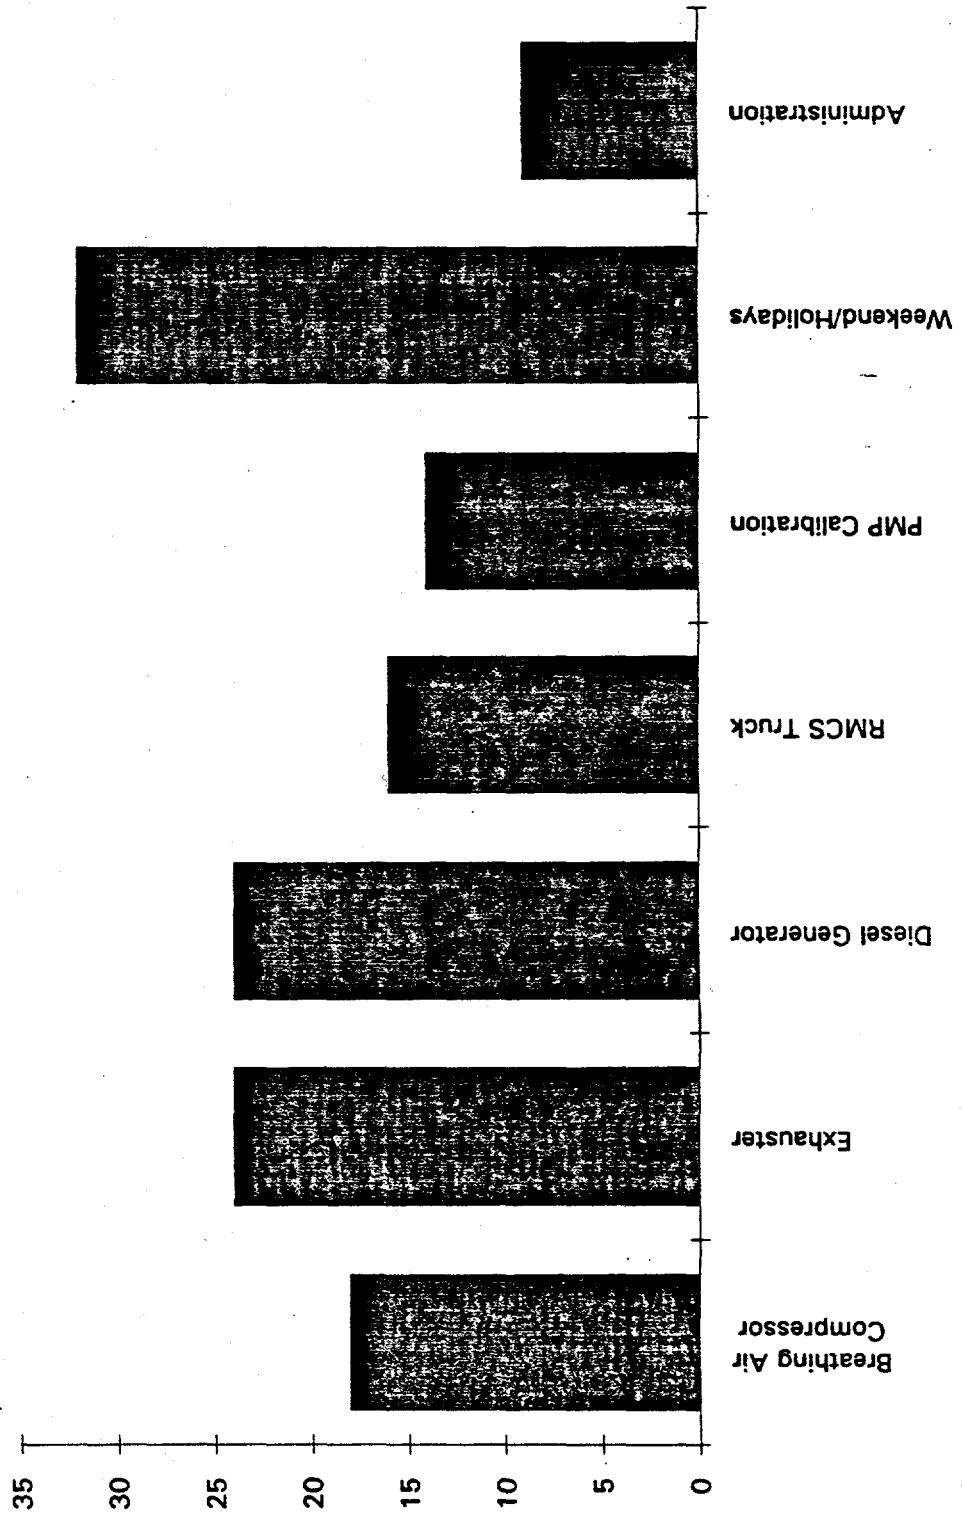 35
30
25
20
15
10
5
0
Breathing Air
Compressor
Exhauster
Diesel Generator
RMCS Truck
PMP Calibration
Weekend/Holidays
Administration